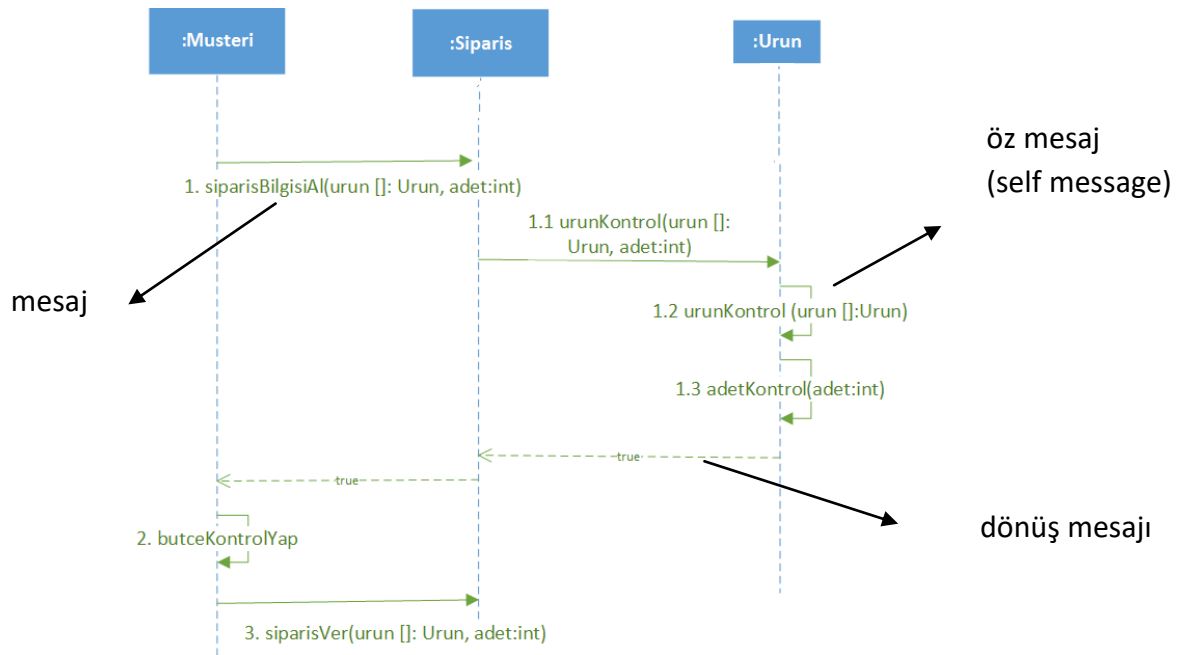 :Musteri
:Siparis
:Urun
öz mesaj
(self message)
1. siparisBilgisiAl(urun []: Urun, adet:int)
1.1 urunKontrol(urun []:
Urun, adet:int)
mesaj
1.2 urunKontrol (urun []:Urun)
1.3 adetKontrol(adet:int)
true
true
dönüş mesajı
2. butceKontrolYap
3. siparisVer(urun []: Urun, adet:int)